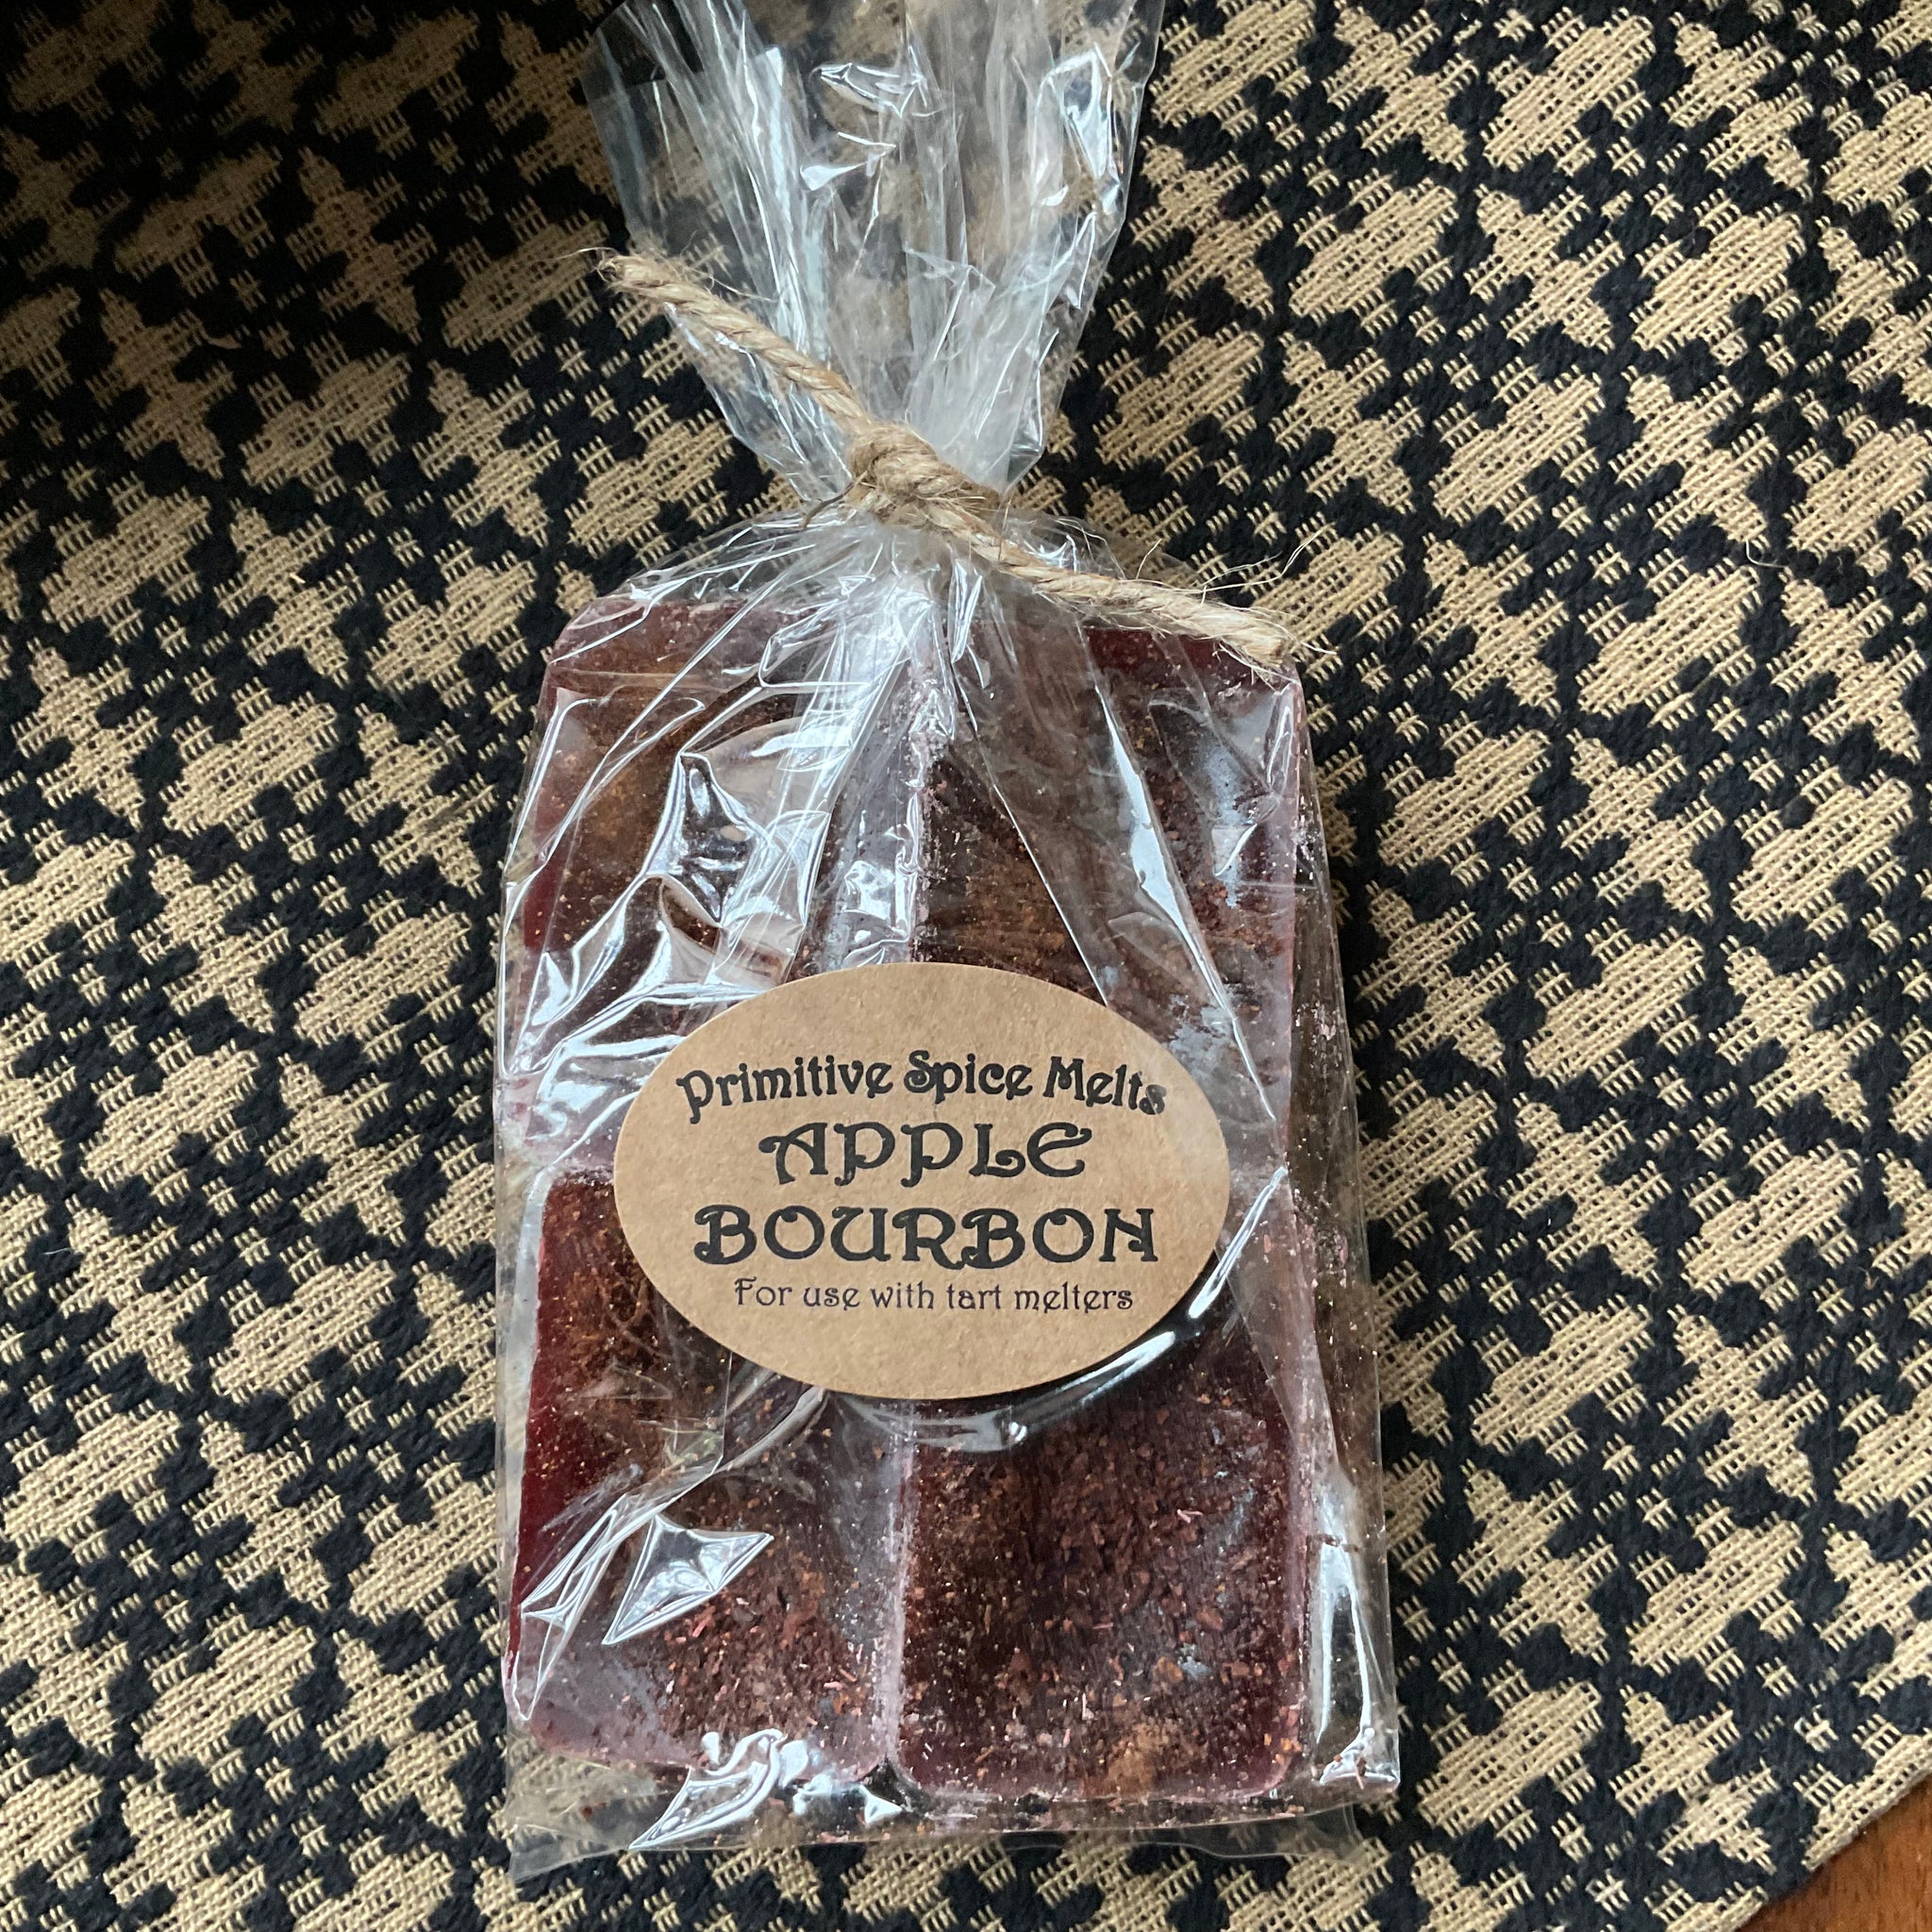 Primitive Spice Melts
APPLE
BOURBON
For use with tart melters